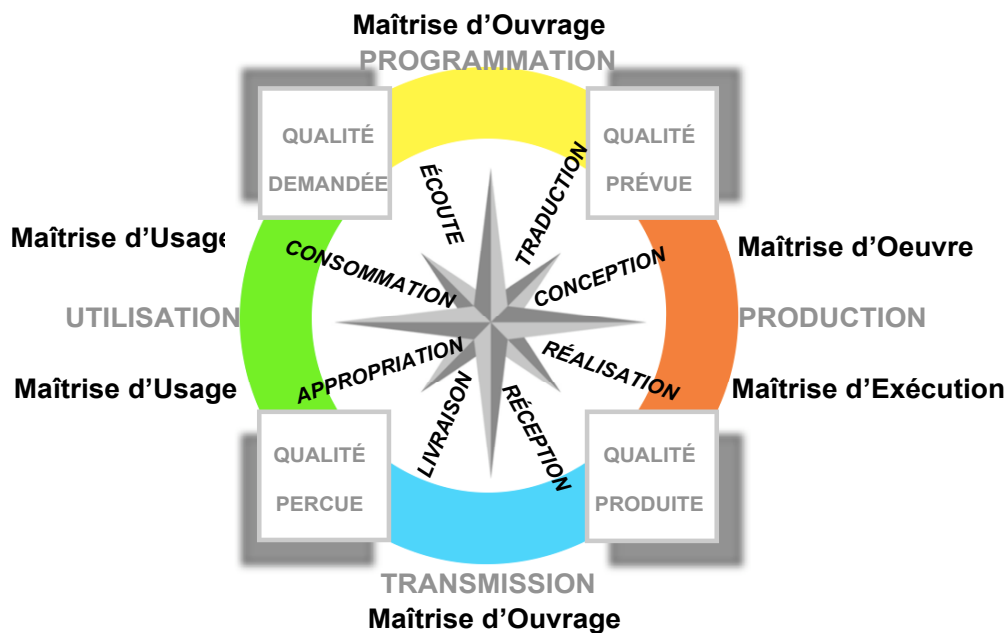 Maîtrise d’Ouvrage
PROGRAMMATION
QUALITÉ
DEMANDÉE
QUALITÉ
PRÉVUE
ÉCOUTE
TRADUCTION
Maîtrise d’Usage
CONSOMMATION
CONCEPTION
Maîtrise d’Oeuvre
UTILISATION
PRODUCTION
Maîtrise d’Usage
APPROPRIATION
RÉALISATION
Maîtrise d’Exécution
LIVRAISON
RÉCEPTION
QUALITÉ
PERCUE
QUALITÉ
PRODUITE
TRANSMISSION
Maîtrise d’Ouvrage